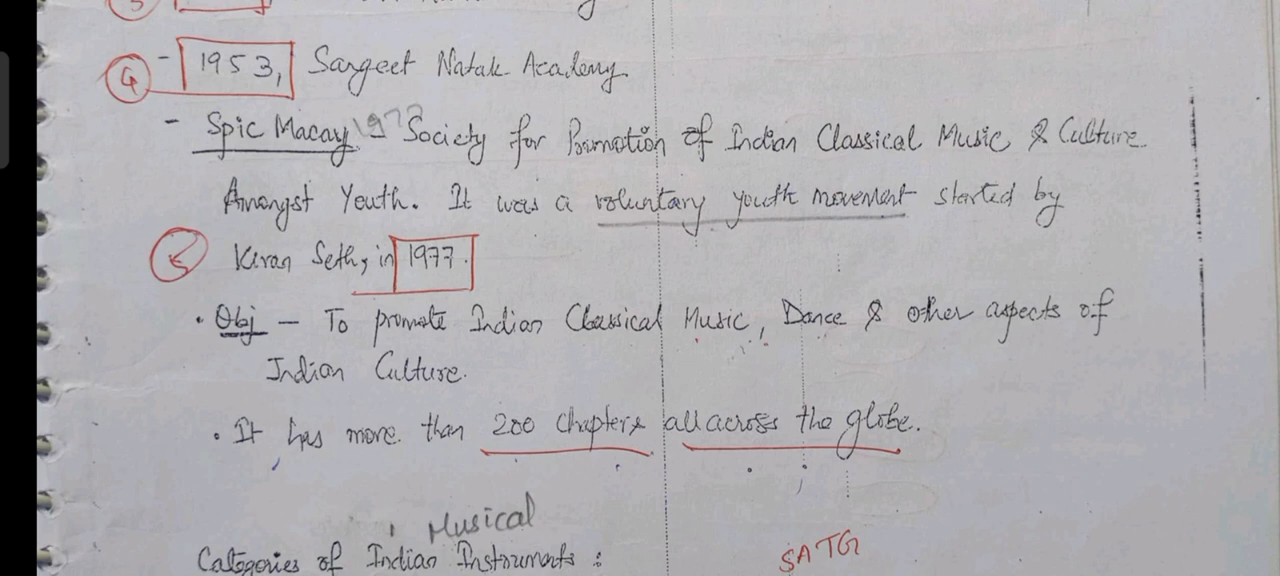 ④ - 1953, Sangeet Natak Academy
- Spic Macay 1977 - Society for Promotion of Indian Classical Music & Culture
Amongst Youth. It was a voluntary youth movement started by
⑤ Kiran Seth, in 1977.
• Obj - To promote Indian Classical Music, Dance & other aspects of
Indian Culture.
• It has more than 200 chapters all across the globe.
Musical
Categories of Indian Instruments :
SATG